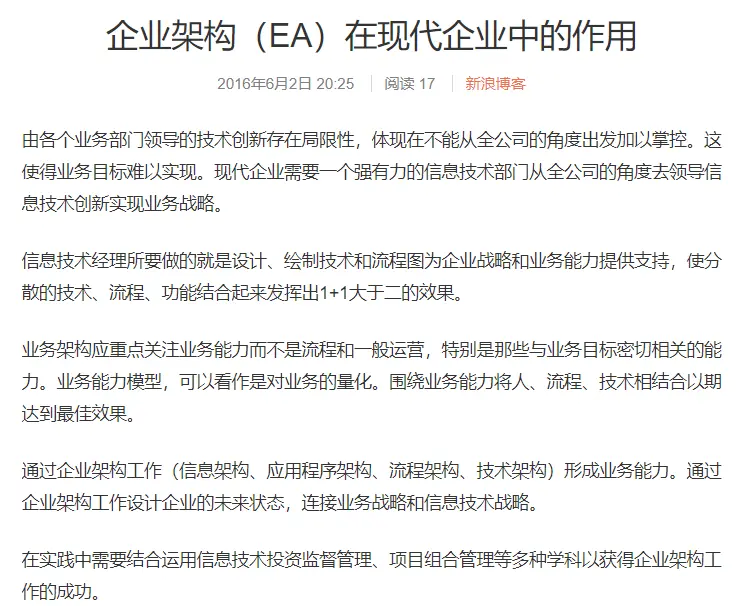 企业架构（EA）在现代企业中的作用
2016年6月2日 20:25 阅读 17 新浪博客
由各个业务部门领导的技术创新存在局限性，体现在不能从全公司的角度出发加以掌控。这
使得业务目标难以实现。现代企业需要一个强有力的信息技术部门从全公司的角度去领导信
息技术创新实现业务战略。
信息技术经理所要做的就是设计、绘制技术和流程图为企业战略和业务能力提供支持，使分
散的技术、流程、功能结合起来发挥出1+1大于二的效果。
业务架构应重点关注业务能力而不是流程和一般运营，特别是那些与业务目标密切相关的能
力。业务能力模型，可以看作是对业务的量化。围绕业务能力将人、流程、技术相结合以期
达到最佳效果。
通过企业架构工作（信息架构、应用程序架构、流程架构、技术架构）形成业务能力。通过
企业架构工作设计企业的未来状态，连接业务战略和信息技术战略。
在实践中需要结合运用信息技术投资监督管理、项目组合管理等多种学科以获得企业架构工
作的成功。